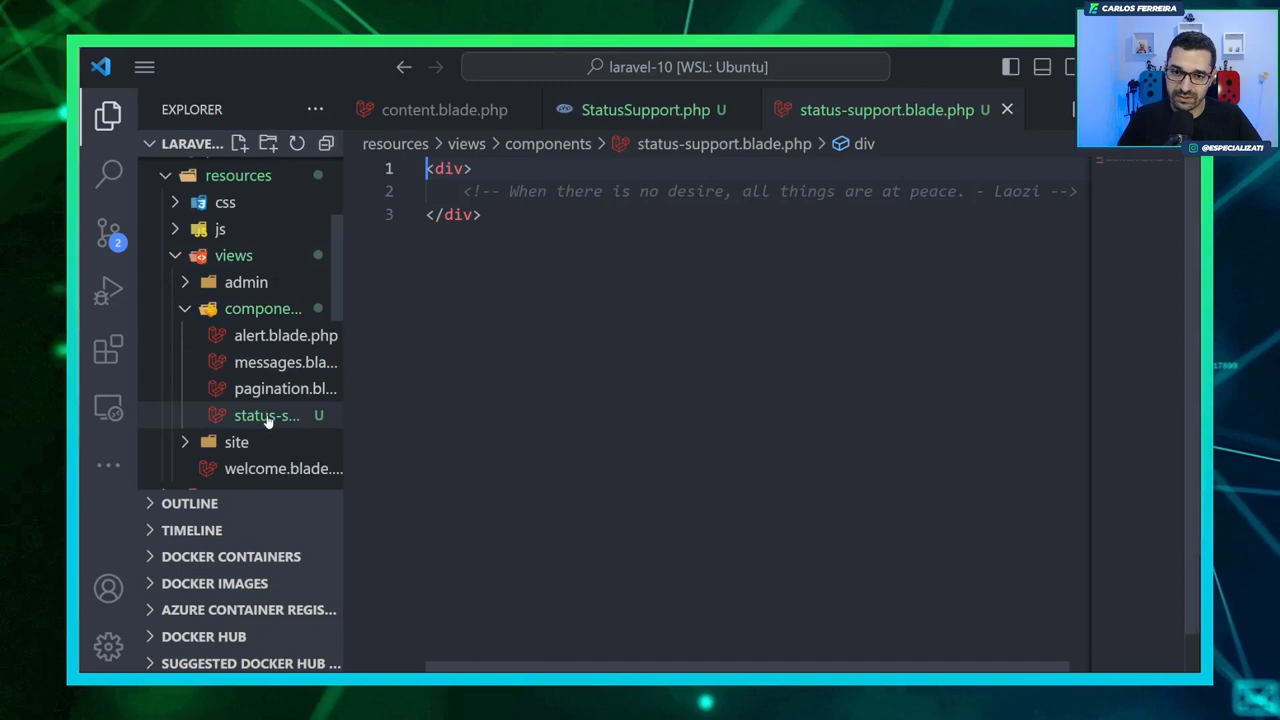 CARLOS FERREIRA
@ESPECIALIZATI
laravel-10 [WSL: Ubuntu]
EXPLORER
content.blade.php
StatusSupport.php U
status-support.blade.php U
LARAVE...
resources > views > components > status-support.blade.php > div
resources
css
js
views
admin
compone...
alert.blade.php
messages.bla...
pagination.bl...
status-s... U
site
welcome.blade....
OUTLINE
TIMELINE
DOCKER CONTAINERS
DOCKER IMAGES
AZURE CONTAINER REGIS...
DOCKER HUB
SUGGESTED DOCKER HUB ...
2
1 <div>
2 <!-- When there is no desire, all things are at peace. - Laozi -->
3 </div>